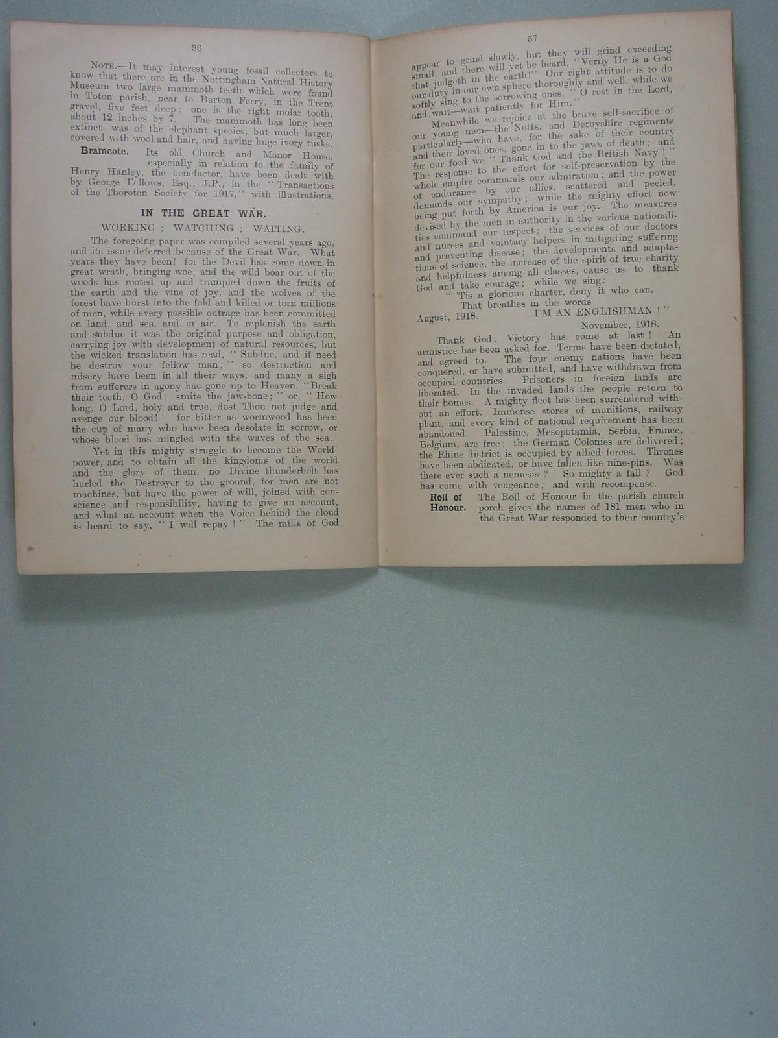 36
NOTE.—It may interest young fossil collectors to
know that there are in the Nottingham Natural History
Museum two large mammoth teeth which were found
in Toton parish, near to Barton Ferry, in the Trent
gravel, five feet deep; one is the right molar tooth,
about 12 inches by 7. The mammoth has long been
extinct, was of the elephant species, but much larger,
covered with wool and hair, and having huge ivory tusks.
Bramcote. Its old Church and Manor House,
especially in relation to the family of
Henry Hanley, the benefactor, have been dealt with
by George Fellows, Esq., J.P., in the "Transactions
of the Thoroton Society for 1917," with illustrations.
IN THE GREAT WAR.
WORKING; WATCHING; WAITING.
The foregoing paper was compiled several years ago,
and its issue deferred because of the Great War. What
years they have been! for the Devil has come down in
great wrath, bringing woe, and the wild boar out of the
woods has rooted up and trampled down the fruits of
the earth and the vine of joy, and the wolves of the
forest have burst into the fold and killed or torn millions
of men, while every possible outrage has been committed
on land, and sea, and in air. To replenish the earth
and subdue it was the original purpose and obligation,
carrying joy with development of natural resources, but
the wicked translation has read, "Subdue, and if need
be destroy your fellow man," so destruction and
misery have been in all their ways, and many a sigh
from sufferers in agony has gone up to Heaven. "Break
their teeth, O God; smite the jaw-bone;" or "How
long, O Lord, holy and true, dost Thou not judge and
avenge our blood!" for bitter as wormwood has been
the cup of many who have been desolate in sorrow, or
whose blood has mingled with the waves of the sea.
Yet in this mighty struggle to become the World-
power, and to obtain all the kingdoms of the world
and the glory of them, no Divine thunderbolt has
hurled the Destroyer to the ground, for men are not
machines, but have the power of will, joined with con-
science and responsibility, having to give an account,
and what an account when the Voice behind the cloud
is heard to say, "I will repay!" The mills of God
37
appear to grind slowly, but they will grind exceeding
small, and there will yet be heard, "Verily He is a God
that judgeth in the earth!" Our right attitude is to do
our duty in our own sphere thoroughly and well, while we
softly sing to the sorrowing ones, "O rest in the Lord,
and wait—wait patiently for Him."
Meanwhile we rejoice at the brave self-sacrifice of
our young men—the Notts. and Derbyshire regiments
particularly—who have, for the sake of their country
and their loved ones, gone in to the jaws of death; and
for our food we "Thank God and the British Navy!"
The response to the effort for self-preservation by the
whole empire commands our admiration; and the power
of endurance by our allies, scattered and peeled,
demands our sympathy; while the mighty effort now
being put forth by America is our joy. The measures
devised by the men in authority in the various nationali-
ties command our respect; the services of our doctors
and nurses and voluntary helpers in mitigating suffering
and preventing disease; the developments and adapta-
tions of science, the increase of the spirit of true charity
and helpfulness among all classes, cause us to thank
God and take courage; while we sing:
"'Tis a glorious charter, deny it who can,
That breathes in the words
I'M AN ENGLISHMAN!"
August, 1918.
November, 1918.
Thank God. Victory has come at last! An
armistice has been asked for. Terms have been dictated,
and agreed to. The four enemy nations have been
conquered, or have submitted, and have withdrawn from
occupied countries. Prisoners in foreign lands are
liberated. In the invaded lands the people return to
their homes. A mighty fleet has been surrendered with-
out an effort. Immense stores of munitions, railway
plant, and every kind of national requirement has been
abandoned. Palestine, Mesopotamia, Serbia, France,
Belgium, are free; the German Colonies are delivered;
the Rhine district is occupied by allied forces. Thrones
have been abdicated, or have fallen like nine-pins. Was
there ever such a nemesis? So mighty a fall? God
has come with vengeance; and with recompense.
Roll of The Roll of Honour in the parish church
Honour. porch gives the names of 181 men who in
the Great War responded to their country's